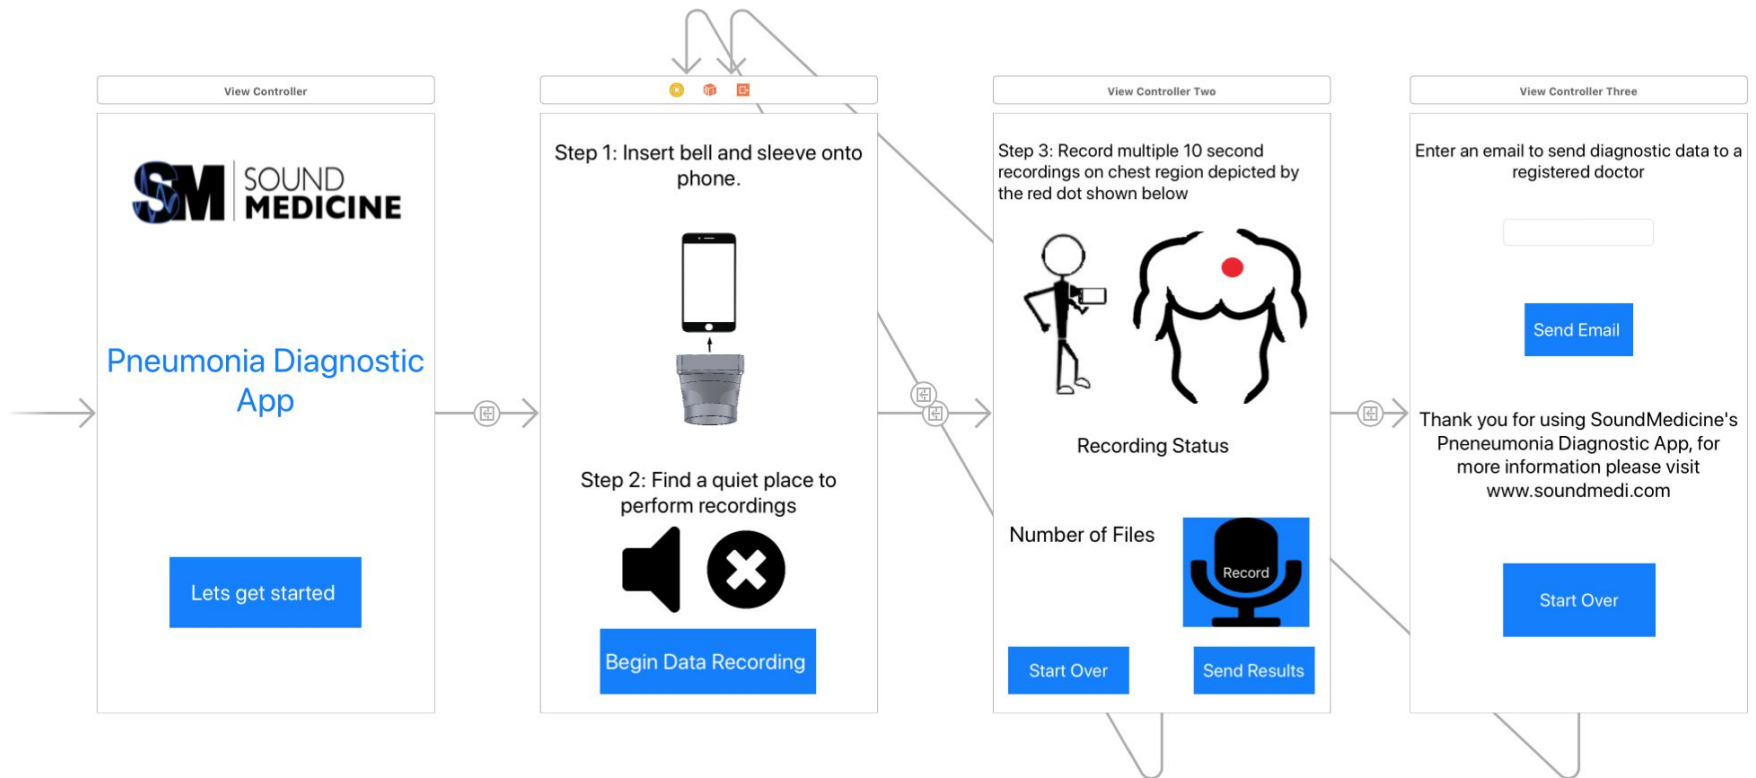 View Controller
SM SOUND
MEDICINE
Pneumonia Diagnostic
App
Lets get started
Step 1: Insert bell and sleeve onto
phone.
Step 2: Find a quiet place to
perform recordings
Begin Data Recording
View Controller Two
Step 3: Record multiple 10 second
recordings on chest region depicted by
the red dot shown below
Recording Status
Number of Files
Record
Start Over
Send Results
View Controller Three
Enter an email to send diagnostic data to a
registered doctor
Send Email
Thank you for using SoundMedicine's
Pneneumonia Diagnostic App, for
more information please visit
www.soundmedi.com
Start Over